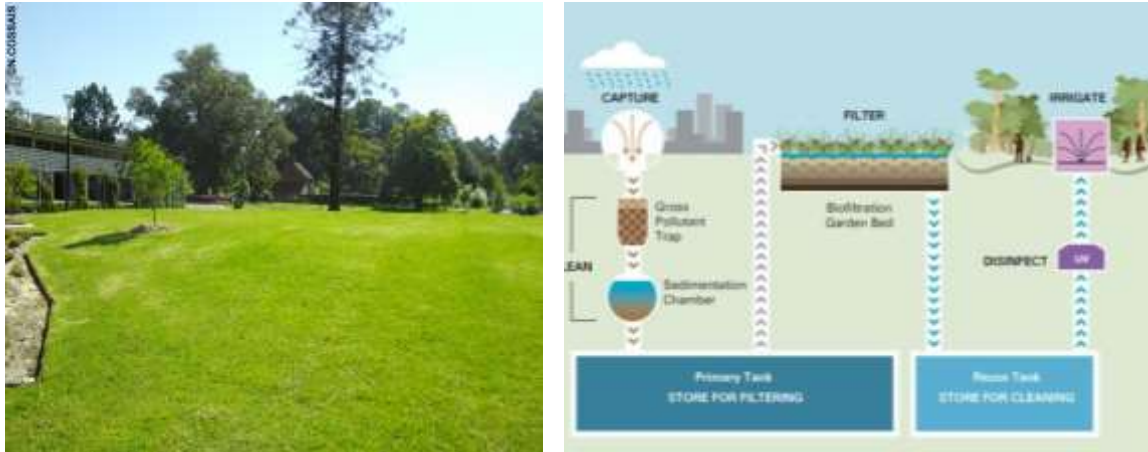 CAPTURE
FILTER
IRRIGATE
Gross
Pollutant
Trap
Biofiltration
Garden Bed
LEAN
DISINFECT
UV
Sedimentation
Chamber
Primary Tank
STORE FOR FILTERING
Reuse Tank
STORE FOR CLEANING